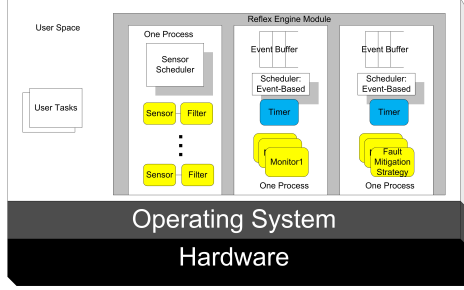 Reflex Engine Module
User Space
One Process
Sensor
Scheduler
Event Buffer
Event Buffer
Scheduler:
Event-Based
Scheduler:
Event-Based
User Tasks
Sensor
Filter
Timer
Timer
Monitor1
Fault
Mitigation
Strategy
Sensor
Filter
One Process
One Process
Operating System
Hardware